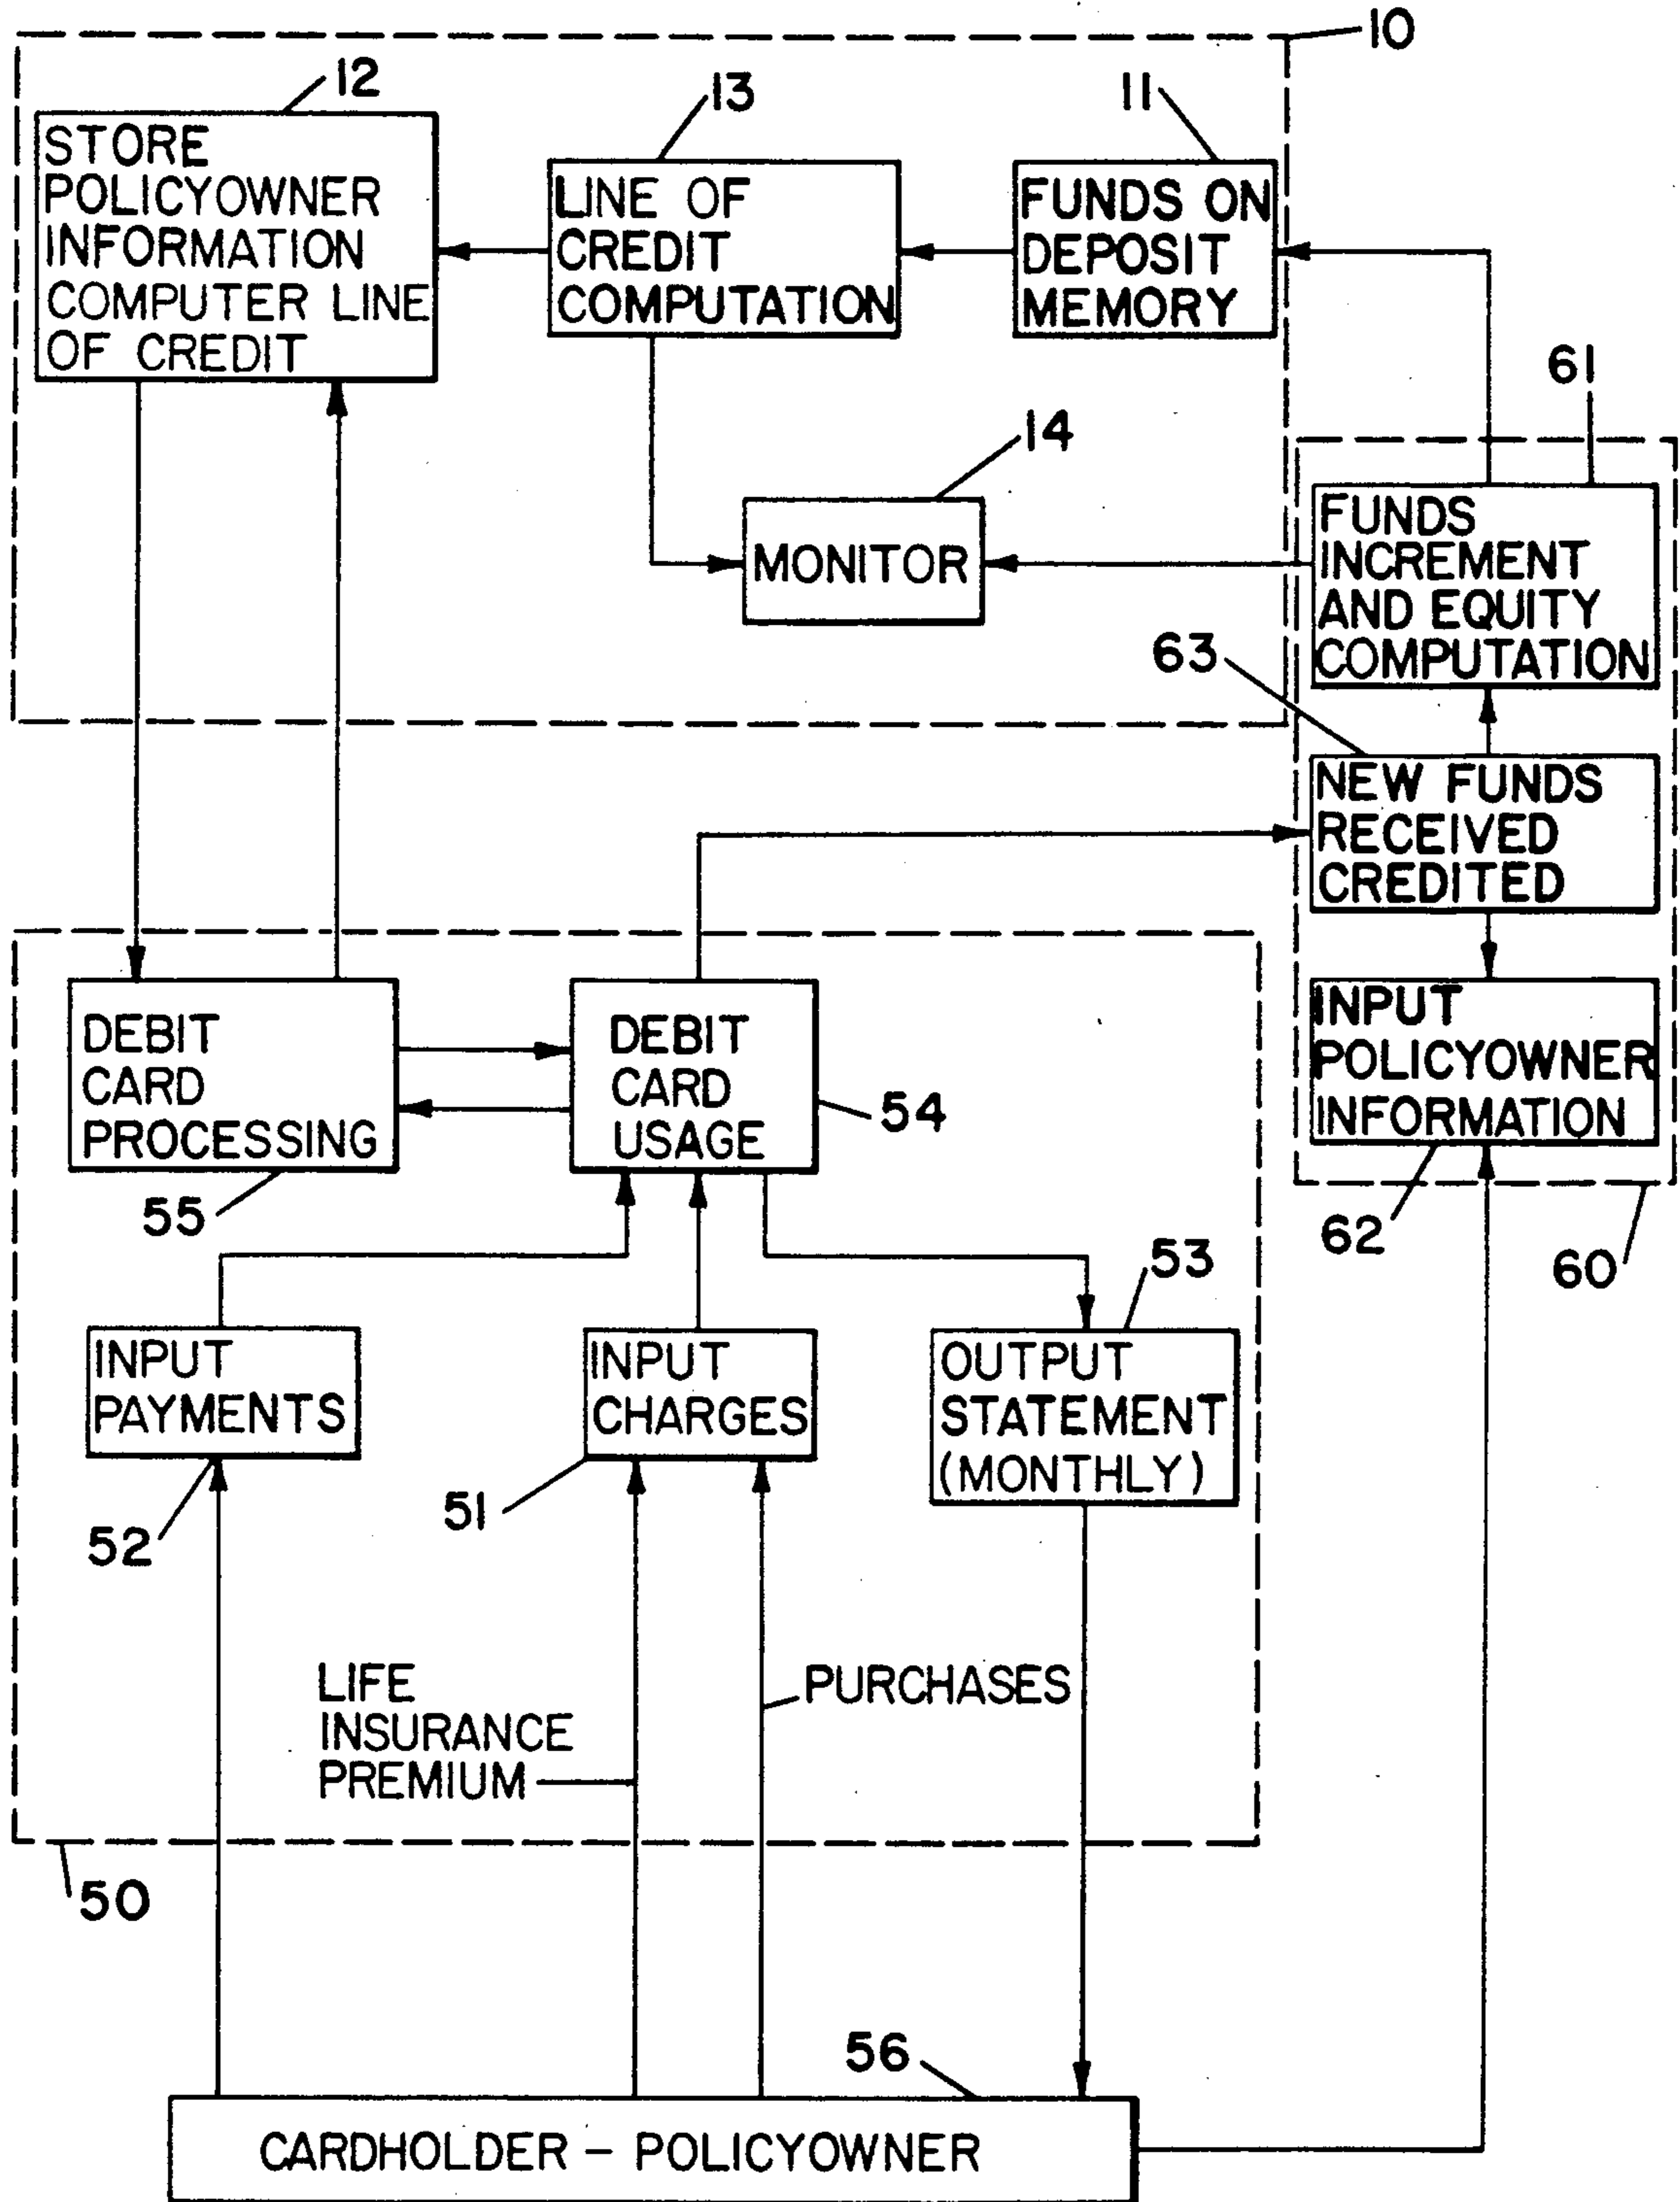 10
12
13
11
STORE
POLICYOWNER
INFORMATION
COMPUTER LINE
OF CREDIT
LINE OF
CREDIT
COMPUTATION
FUNDS ON
DEPOSIT
MEMORY
61
14
MONITOR
FUNDS
INCREMENT
AND EQUITY
COMPUTATION
63
NEW FUNDS
RECEIVED
CREDITED
DEBIT
CARD
PROCESSING
DEBIT
CARD
USAGE
54
INPUT
POLICYOWNER
INFORMATION
55
62
60
53
INPUT
PAYMENTS
INPUT
CHARGES
OUTPUT
STATEMENT
(MONTHLY)
52
51
LIFE
INSURANCE
PREMIUM
PURCHASES
50
56
CARDHOLDER – POLICYOWNER